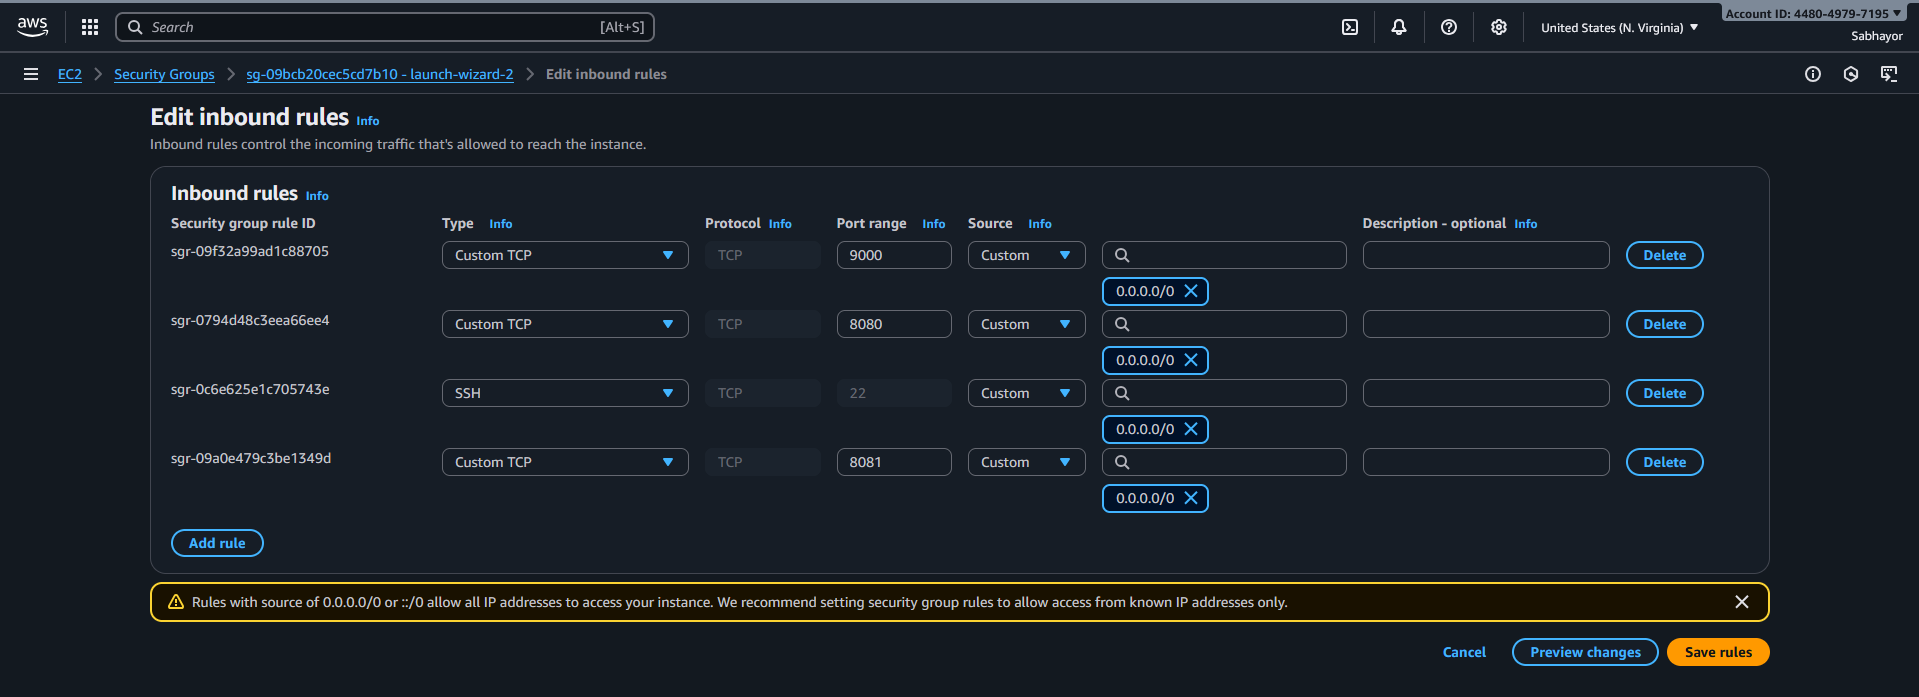 aws
Search [Alt+S]
United States (N. Virginia)
Account ID: 4480-4979-7195
Sabhayor
EC2 Security Groups sg-09bcb20cec5cd7b10 - launch-wizard-2 Edit inbound rules
Edit inbound rules Info
Inbound rules control the incoming traffic that's allowed to reach the instance.
Inbound rules Info
Security group rule ID Type Info Protocol Info Port range Info Source Info Description - optional Info
sgr-09f32a99ad1c88705 Custom TCP TCP 9000 Custom Delete
0.0.0.0/0
sgr-0794d48c3eea66ee4 Custom TCP TCP 8080 Custom Delete
0.0.0.0/0
sgr-0c6e625e1c705743e SSH TCP 22 Custom Delete
0.0.0.0/0
sgr-09a0e479c3be1349d Custom TCP TCP 8081 Custom Delete
0.0.0.0/0
Add rule
Rules with source of 0.0.0.0/0 or ::/0 allow all IP addresses to access your instance. We recommend setting security group rules to allow access from known IP addresses only.
Cancel Preview changes Save rules